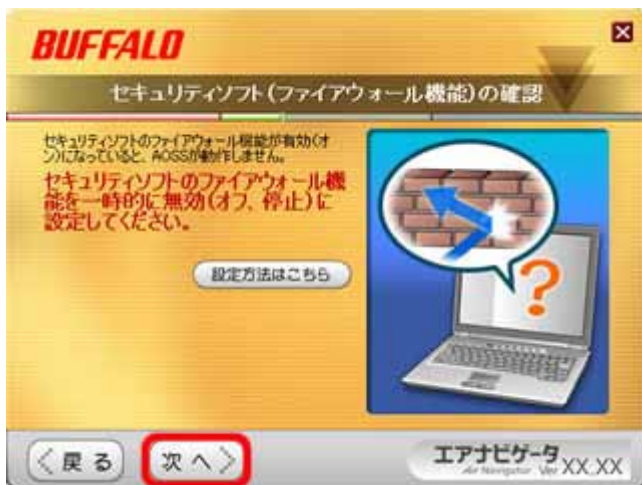 BUFFALO
セキュリティソフト(ファイアウォール機能)の確認
セキュリティソフトのファイアウォール機能が有効(オ
ン)になっていると、AOSSが動作しません。
セキュリティソフトのファイアウォール機
能を一時的に無効(オフ、停止)に
設定してください。
設定方法はこちら
?
戻る
次へ
エアナビゲータ
Air Navigator Ver XX.XX